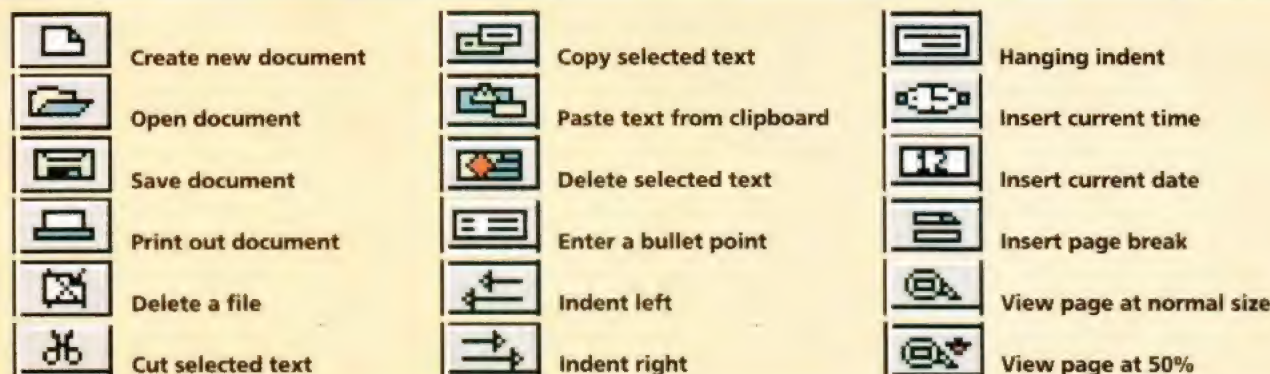 Create new document
Open document
Save document
Print out document
Delete a file
Cut selected text
Copy selected text
Paste text from clipboard
Delete selected text
Enter a bullet point
Indent left
Indent right
Hanging indent
Insert current time
12
Insert current date
Insert page break
View page at normal size
View page at 50%